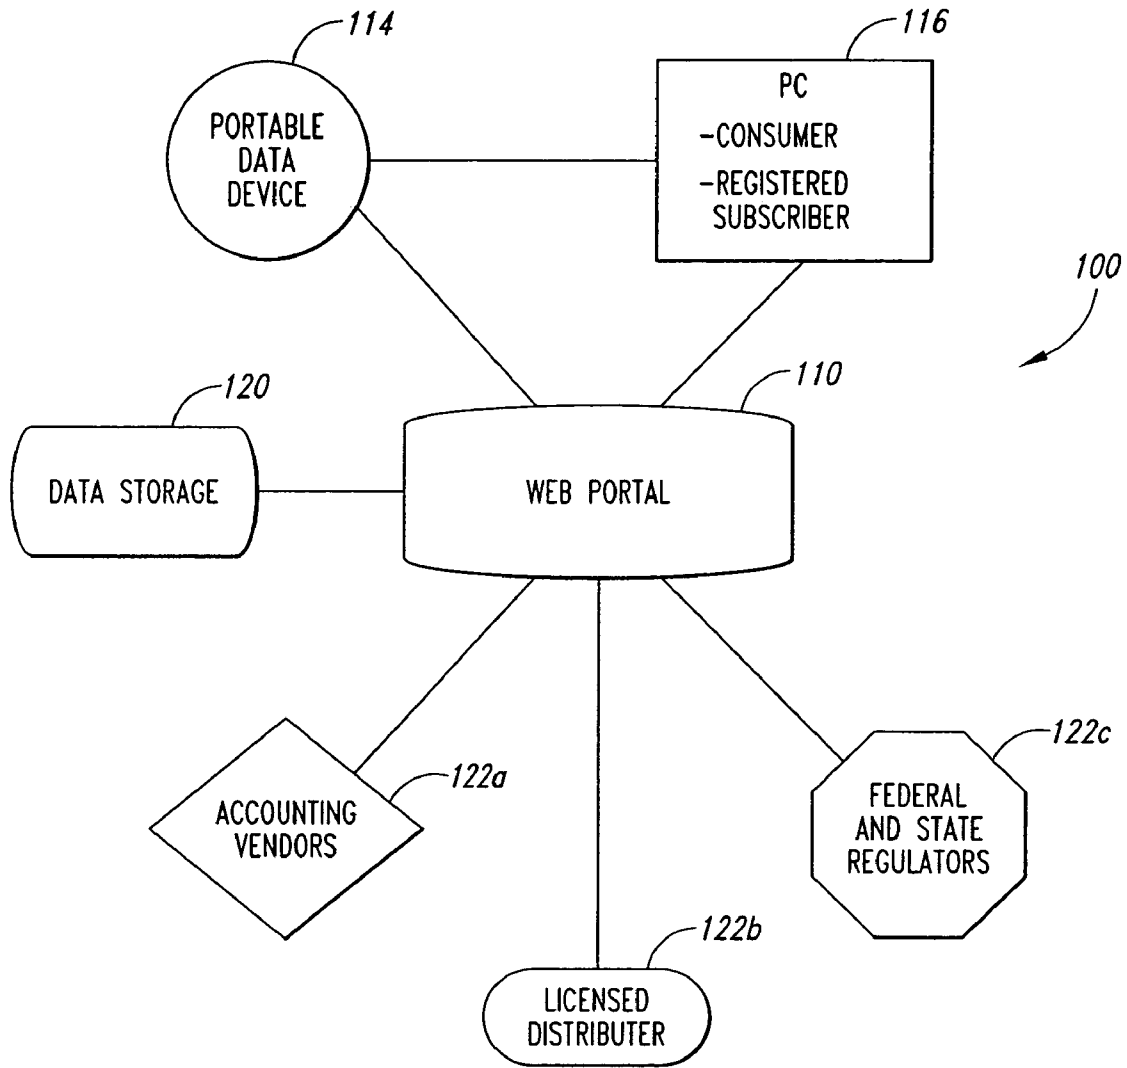 114
116
PORTABLE
DATA
DEVICE
PC
-CONSUMER
-REGISTERED
SUBSCRIBER
100
120
110
DATA STORAGE
WEB PORTAL
122a
122c
ACCOUNTING
VENDORS
FEDERAL
AND STATE
REGULATORS
122b
LICENSED
DISTRIBUTER